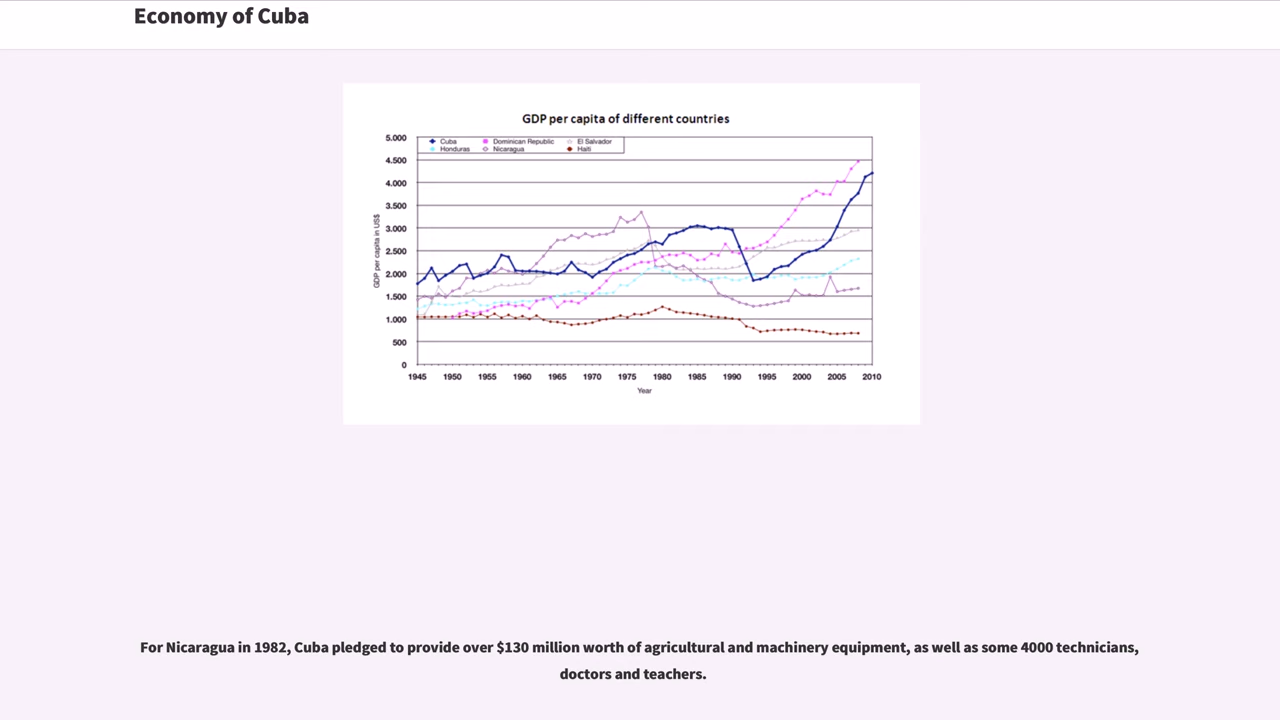 Economy of Cuba
GDP per capita of different countries
5.000
Cuba Dominican Republic El Salvador
Honduras Nicaragua Haiti
4.500
4.000
3.500
3.000
2.500
2.000
1.500
1.000
500
0
GDP per capita in US$
1945 1950 1955 1960 1965 1970 1975 1980 1985 1990 1995 2000 2005 2010
Year
For Nicaragua in 1982, Cuba pledged to provide over $130 million worth of agricultural and machinery equipment, as well as some 4000 technicians,
doctors and teachers.